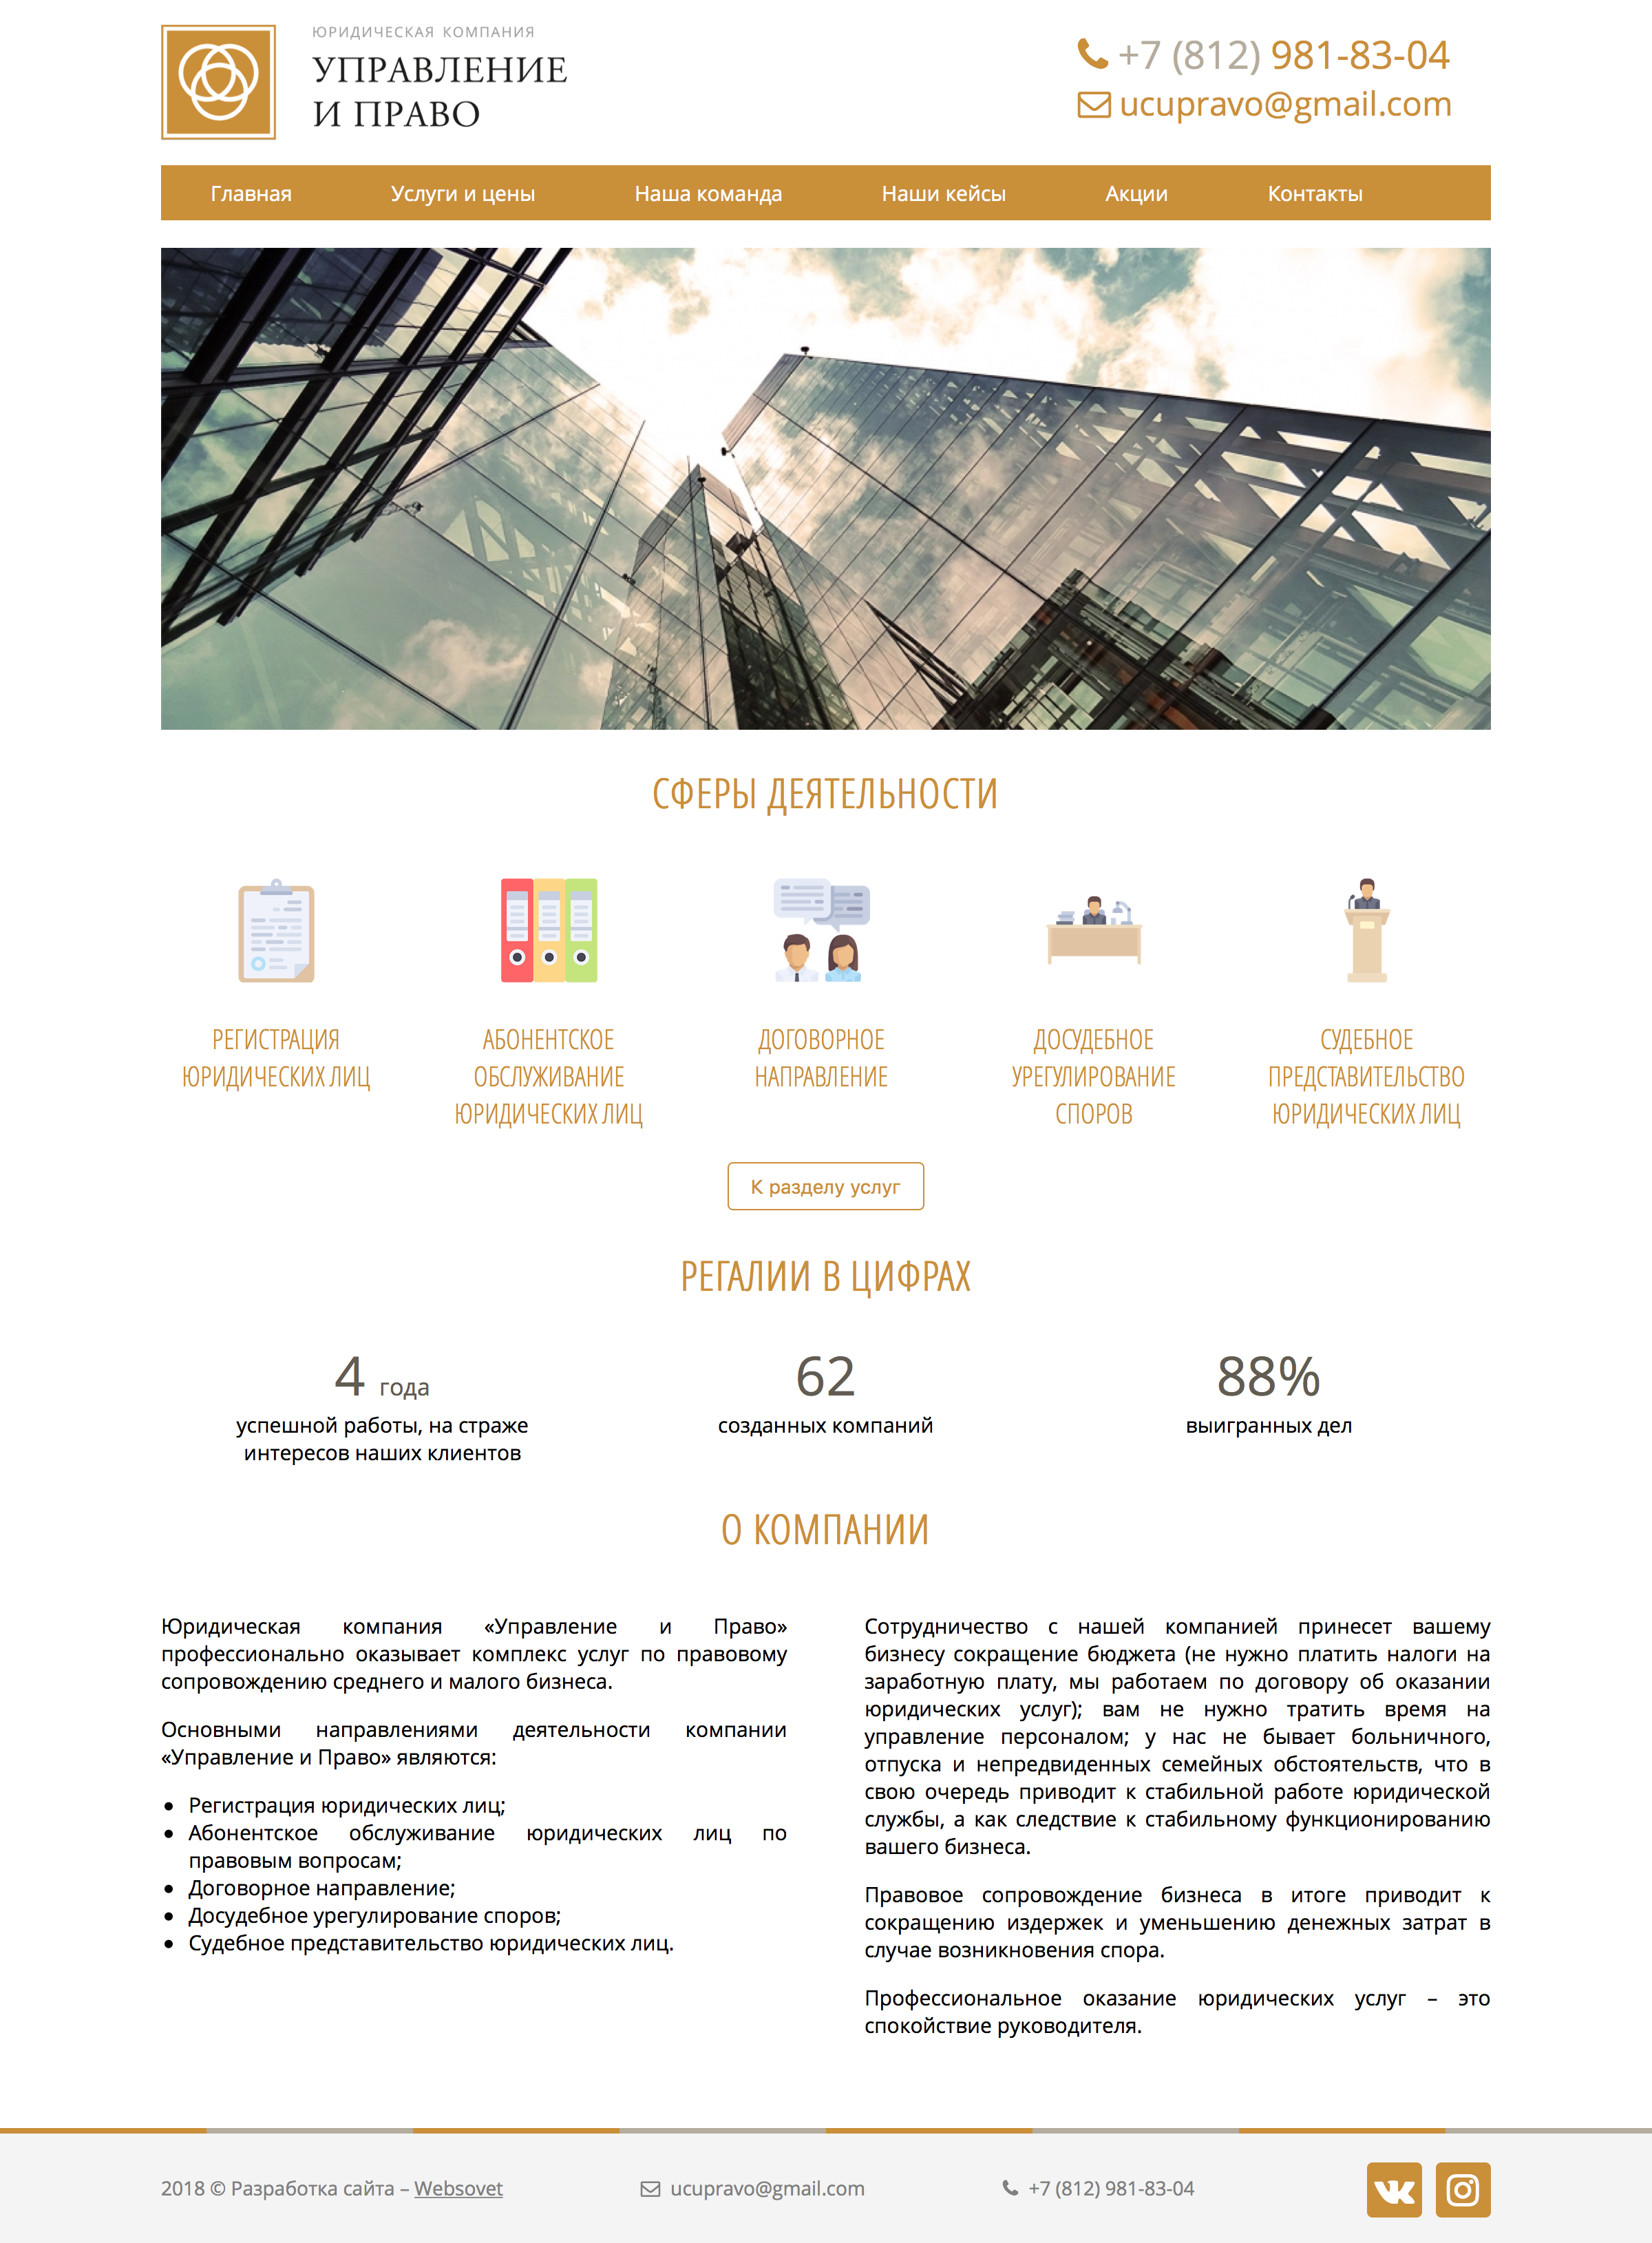 ЮРИДИЧЕСКАЯ КОМПАНИЯ
УПРАВЛЕНИЕ
И ПРАВО
+7 (812) 981-83-04
ucupravo@gmail.com
Главная Услуги и цены Наша команда Наши кейсы Акции Контакты
СФЕРЫ ДЕЯТЕЛЬНОСТИ
РЕГИСТРАЦИЯ
ЮРИДИЧЕСКИХ ЛИЦ
АБОНЕНТСКОЕ
ОБСЛУЖИВАНИЕ
ЮРИДИЧЕСКИХ ЛИЦ
ДОГОВОРНОЕ
НАПРАВЛЕНИЕ
ДОСУДЕБНОЕ
УРЕГУЛИРОВАНИЕ
СПОРОВ
СУДЕБНОЕ
ПРЕДСТАВИТЕЛЬСТВО
ЮРИДИЧЕСКИХ ЛИЦ
К разделу услуг
РЕГАЛИИ В ЦИФРАХ
4 года
успешной работы, на страже
интересов наших клиентов
62
созданных компаний
88%
выигранных дел
О КОМПАНИИ
Юридическая компания «Управление и Право»
профессионально оказывает комплекс услуг по правовому
сопровождению среднего и малого бизнеса.
Основными направлениями деятельности компании
«Управление и Право» являются:
• Регистрация юридических лиц;
• Абонентское обслуживание юридических лиц по
правовым вопросам;
• Договорное направление;
• Досудебное урегулирование споров;
• Судебное представительство юридических лиц.
Сотрудничество с нашей компанией принесет вашему
бизнесу сокращение бюджета (не нужно платить налоги на
заработную плату, мы работаем по договору об оказании
юридических услуг); вам не нужно тратить время на
управление персоналом; у нас не бывает больничного,
отпуска и непредвиденных семейных обстоятельств, что в
свою очередь приводит к стабильной работе юридической
службы, а как следствие к стабильному функционированию
вашего бизнеса.
Правовое сопровождение бизнеса в итоге приводит к
сокращению издержек и уменьшению денежных затрат в
случае возникновения спора.
Профессиональное оказание юридических услуг – это
спокойствие руководителя.
2018 © Разработка сайта – Websovet
ucupravo@gmail.com
+7 (812) 981-83-04